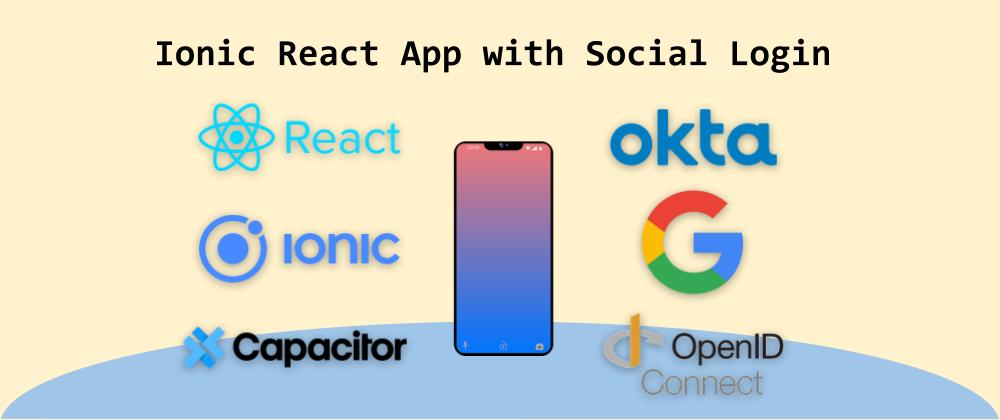 Ionic React App with Social Login
React
okta
IONIC
G
Capacitor
OpenID
Connect